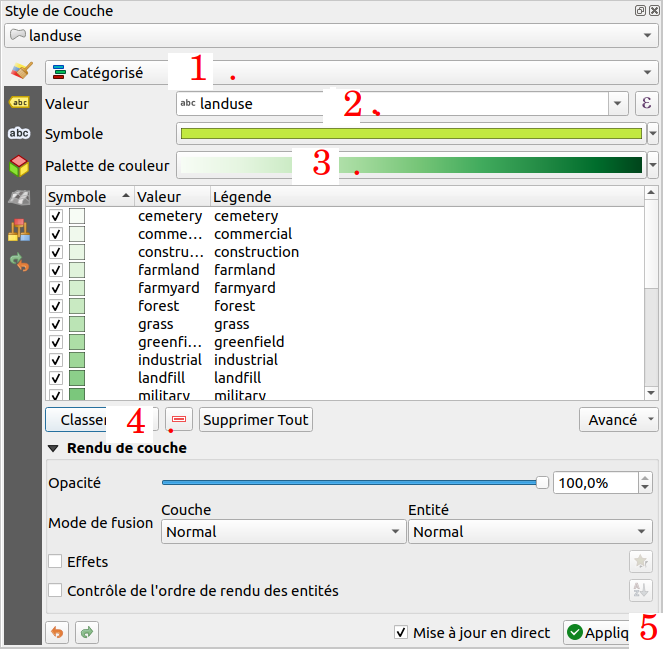 Style de Couche
landuse
Catégorisé 1 .
Valeur abc landuse 2. ε
Symbole
Palette de couleur 3 .
Symbole Valeur Légende
cemetery cemetery
comme... commercial
constru... construction
farmland farmland
farmyard farmyard
forest forest
grass grass
greenfi... greenfield
industrial industrial
landfill landfill
military military
Classer 4 . Supprimer Tout Avancé
Rendu de couche
Opacité 100,0%
Couche Entité
Mode de fusion Normal Normal
Effets
Contrôle de l'ordre de rendu des entités
Mise à jour en direct Appliq 5